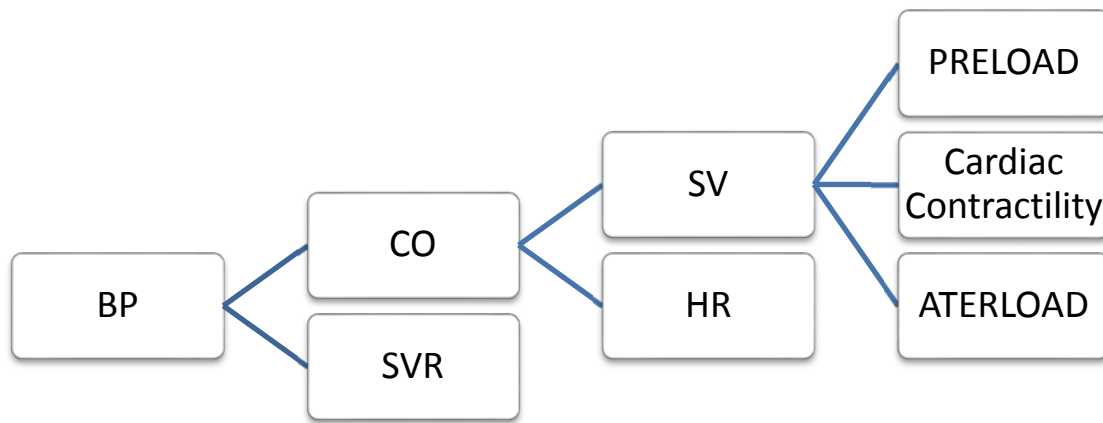 BP
CO
SVR
SV
HR
PRELOAD
Cardiac
Contractility
ATERLOAD